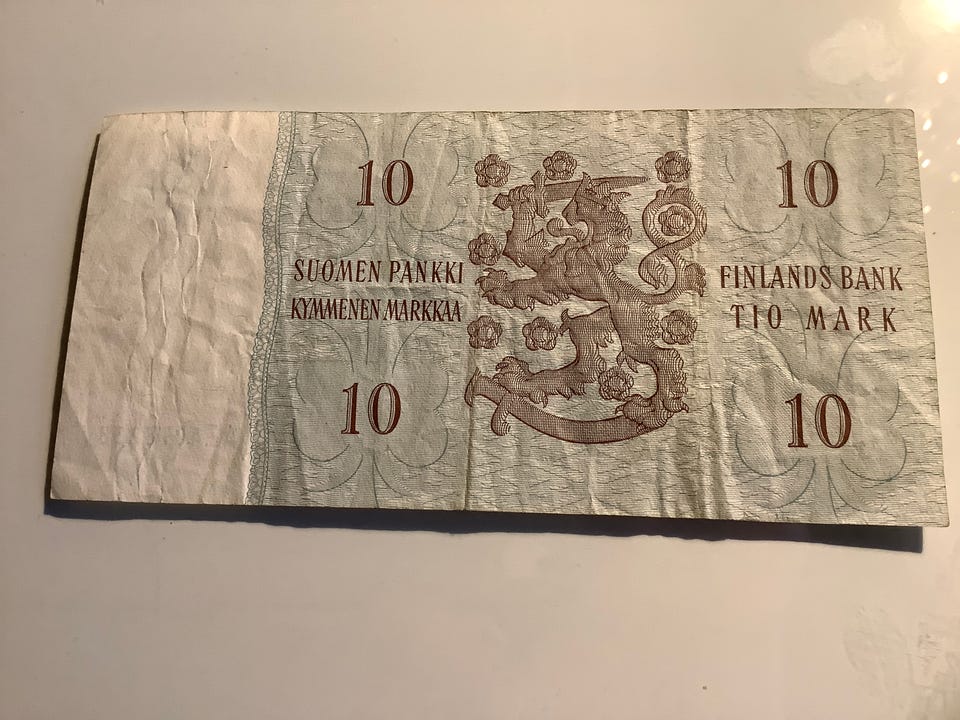 10
SUOMEN PANKKI
KYMMENEN MARKKAA
10
10
FINLANDS BANK
TIO MARK
10